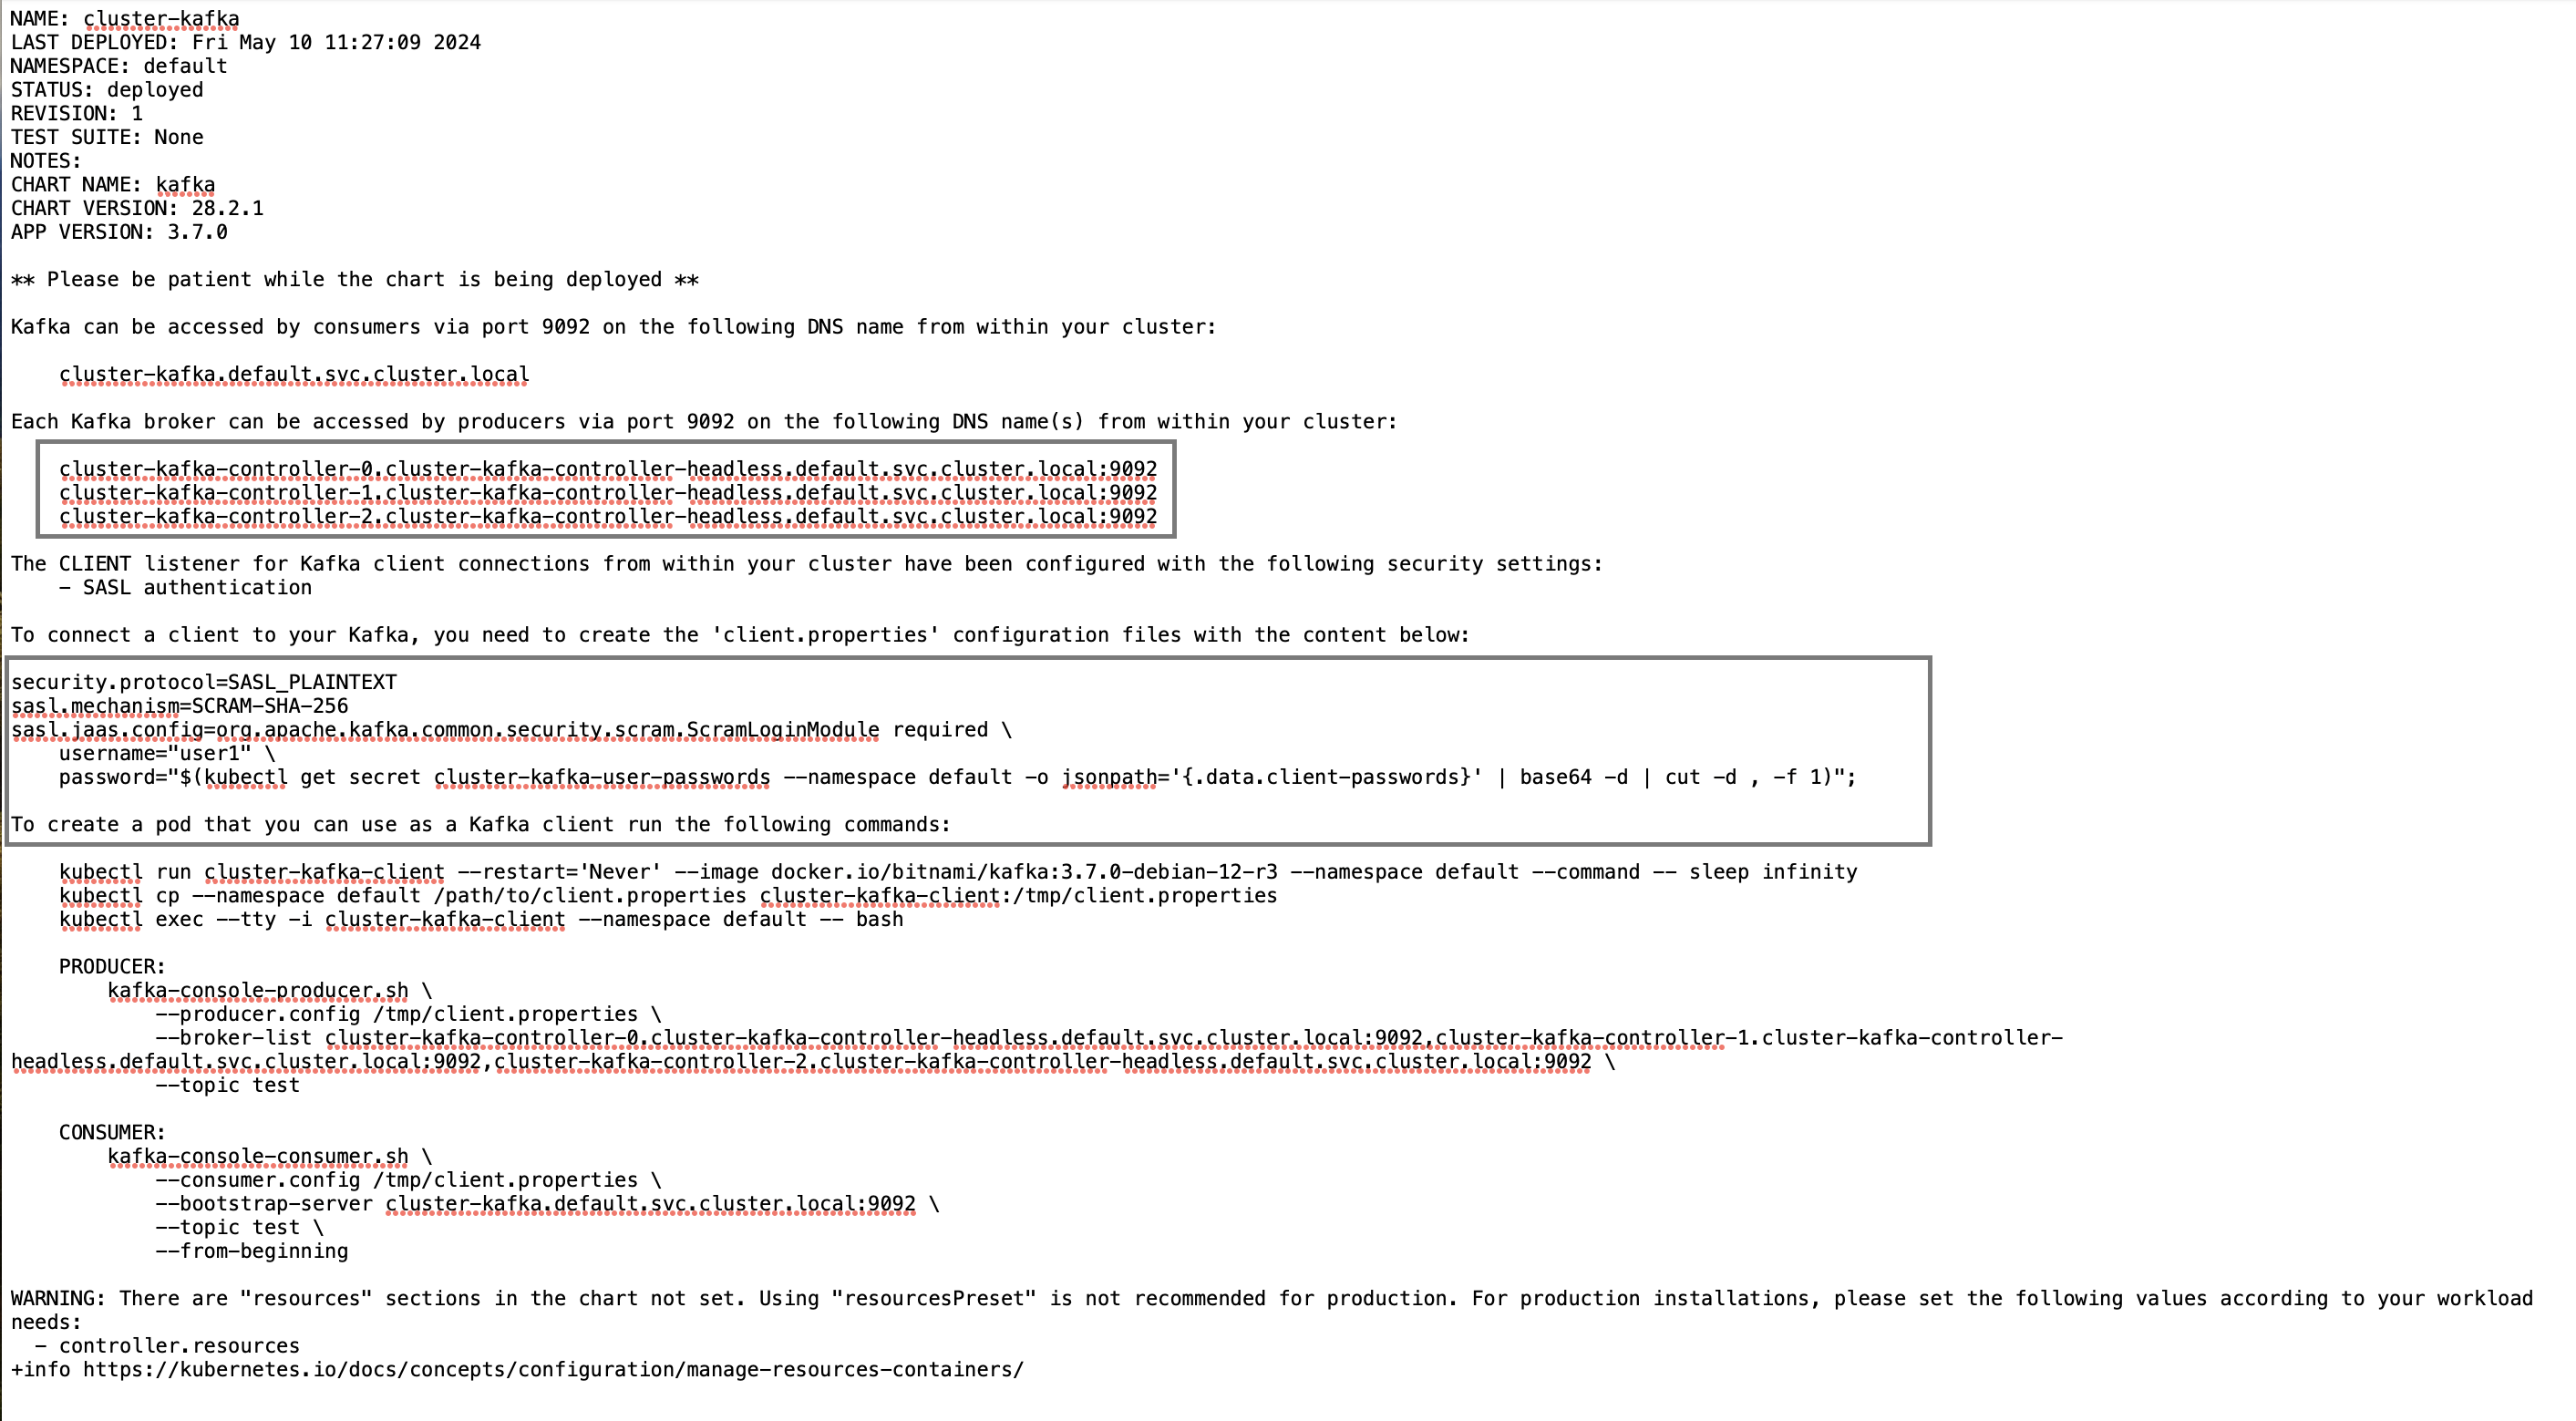 NAME: cluster-kafka
LAST DEPLOYED: Fri May 10 11:27:09 2024
NAMESPACE: default
STATUS: deployed
REVISION: 1
TEST SUITE: None
NOTES:
CHART NAME: kafka
CHART VERSION: 28.2.1
APP VERSION: 3.7.0
** Please be patient while the chart is being deployed **
Kafka can be accessed by consumers via port 9092 on the following DNS name from within your cluster:
cluster-kafka.default.svc.cluster.local
Each Kafka broker can be accessed by producers via port 9092 on the following DNS name(s) from within your cluster:
cluster-kafka-controller-0.cluster-kafka-controller-headless.default.svc.cluster.local:9092
cluster-kafka-controller-1.cluster-kafka-controller-headless.default.svc.cluster.local:9092
cluster-kafka-controller-2.cluster-kafka-controller-headless.default.svc.cluster.local:9092
The CLIENT listener for Kafka client connections from within your cluster have been configured with the following security settings:
- SASL authentication
To connect a client to your Kafka, you need to create the 'client.properties' configuration files with the content below:
security.protocol=SASL_PLAINTEXT
sasl.mechanism=SCRAM-SHA-256
sasl.jaas.config=org.apache.kafka.common.security.scram.ScramLoginModule required \
username="user1" \
password="$(kubectl get secret cluster-kafka-user-passwords --namespace default -o jsonpath='{.data.client-passwords}' | base64 -d | cut -d , -f 1)";
To create a pod that you can use as a Kafka client run the following commands:
kubectl run cluster-kafka-client --restart='Never' --image docker.io/bitnami/kafka:3.7.0-debian-12-r3 --namespace default --command -- sleep infinity
kubectl cp --namespace default /path/to/client.properties cluster-kafka-client:/tmp/client.properties
kubectl exec --tty -i cluster-kafka-client --namespace default -- bash
PRODUCER:
kafka-console-producer.sh \
--producer.config /tmp/client.properties \
--broker-list cluster-kafka-controller-0.cluster-kafka-controller-headless.default.svc.cluster.local:9092,cluster-kafka-controller-1.cluster-kafka-controller-
headless.default.svc.cluster.local:9092,cluster-kafka-controller-2.cluster-kafka-controller-headless.default.svc.cluster.local:9092 \
--topic test
CONSUMER:
kafka-console-consumer.sh \
--consumer.config /tmp/client.properties \
--bootstrap-server cluster-kafka.default.svc.cluster.local:9092 \
--topic test \
--from-beginning
WARNING: There are "resources" sections in the chart not set. Using "resourcesPreset" is not recommended for production. For production installations, please set the following values according to your workload
needs:
- controller.resources
+info https://kubernetes.io/docs/concepts/configuration/manage-resources-containers/